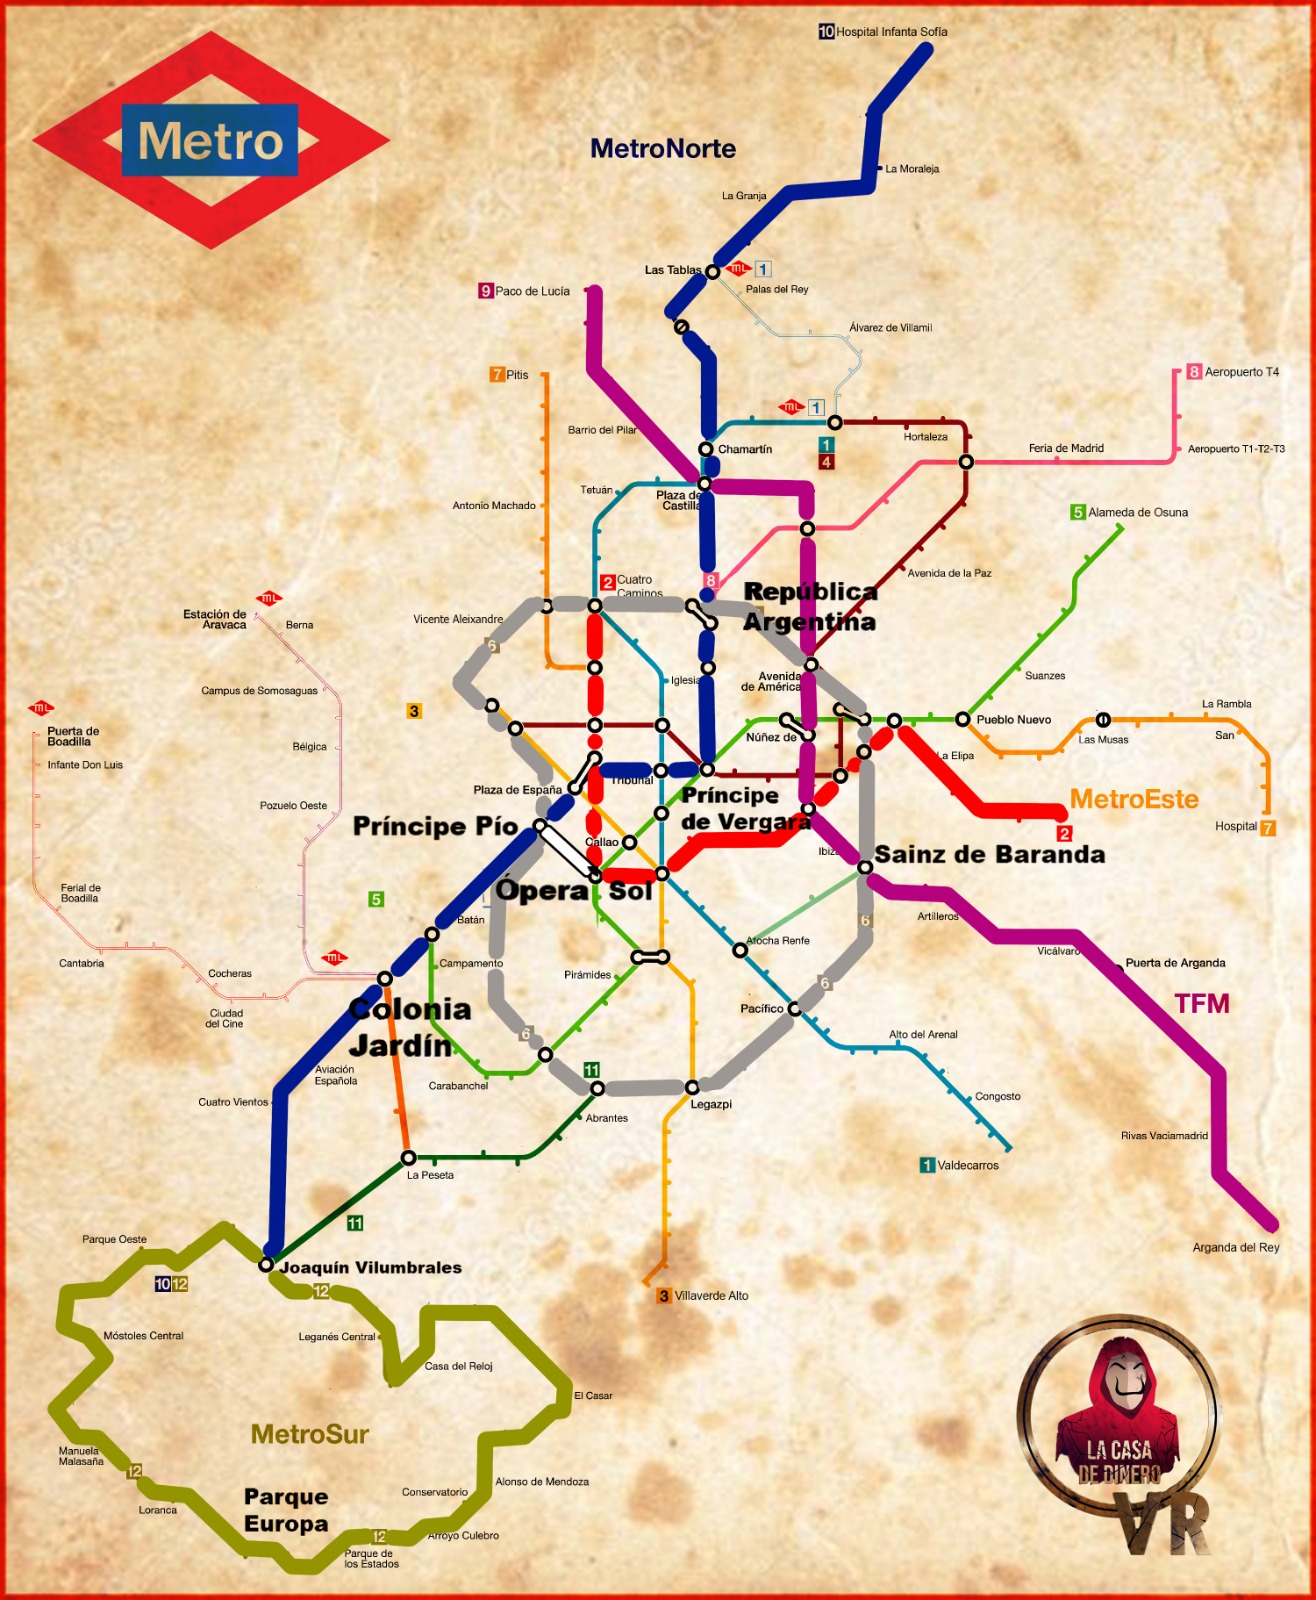 10 Hospital Infanta Sofía
Metro
MetroNorte
La Moraleja
La Granja
Las Tablas
ML 1
Palas del Rey
9 Paco de Lucía
Álvarez de Villamil
7 Pitis
8 Aeropuerto T4
ML 1
Barrio del Pilar
Hortaleza
Chamartín
1
4
Feria de Madrid
Aeropuerto T1-T2-T3
Tetuán
Plaza de
Castilla
Antonio Machado
5 Alameda de Osuna
Avenida de la Paz
2 Cuatro
Caminos
8
República
Argentina
ML
Estación de
Aravaca
Berna
Vicente Aleixandre
6
Iglesia
Avenida
de América
Suanzes
Campus de Somosaguas
ML
3
Puerta de
Boadilla
Infante Don Luis
Bélgica
Núñez de
Pueblo Nuevo
Las Musas
La Rambla
San
La Elipa
Tribunal
Plaza de España
Pozuelo Oeste
Príncipe
de Vergara
MetroEste
2
Hospital 7
Príncipe Pío
Callao
Ibiza
Sainz de Baranda
Ópera
Sol
Ferial de
Boadilla
5
Batán
Artilleros
6
Atocha Renfe
Vicálvaro
Puerta de Arganda
Cantabria
ML
Cocheras
Campamento
Pirámides
6
TFM
Ciudad
del Cine
Colonia
Jardín
Pacífico
6
Alto del Arenal
Aviación
Española
Carabanchel
11
Cuatro Vientos
Legazpi
Abrantes
Congosto
Rivas Vaciamadrid
La Peseta
1 Valdecarros
11
Parque Oeste
Arganda del Rey
Joaquín Vilumbrales
10 12
12
3 Villaverde Alto
Móstoles Central
Leganés Central
Casa del Reloj
El Casar
MetroSur
LA CASA
DE DINERO
VR
Manuela
Malasaña
12
Parque
Europa
Alonso de Mendoza
Conservatorio
Loranca
12
Arroyo Culebro
Parque de
los Estados